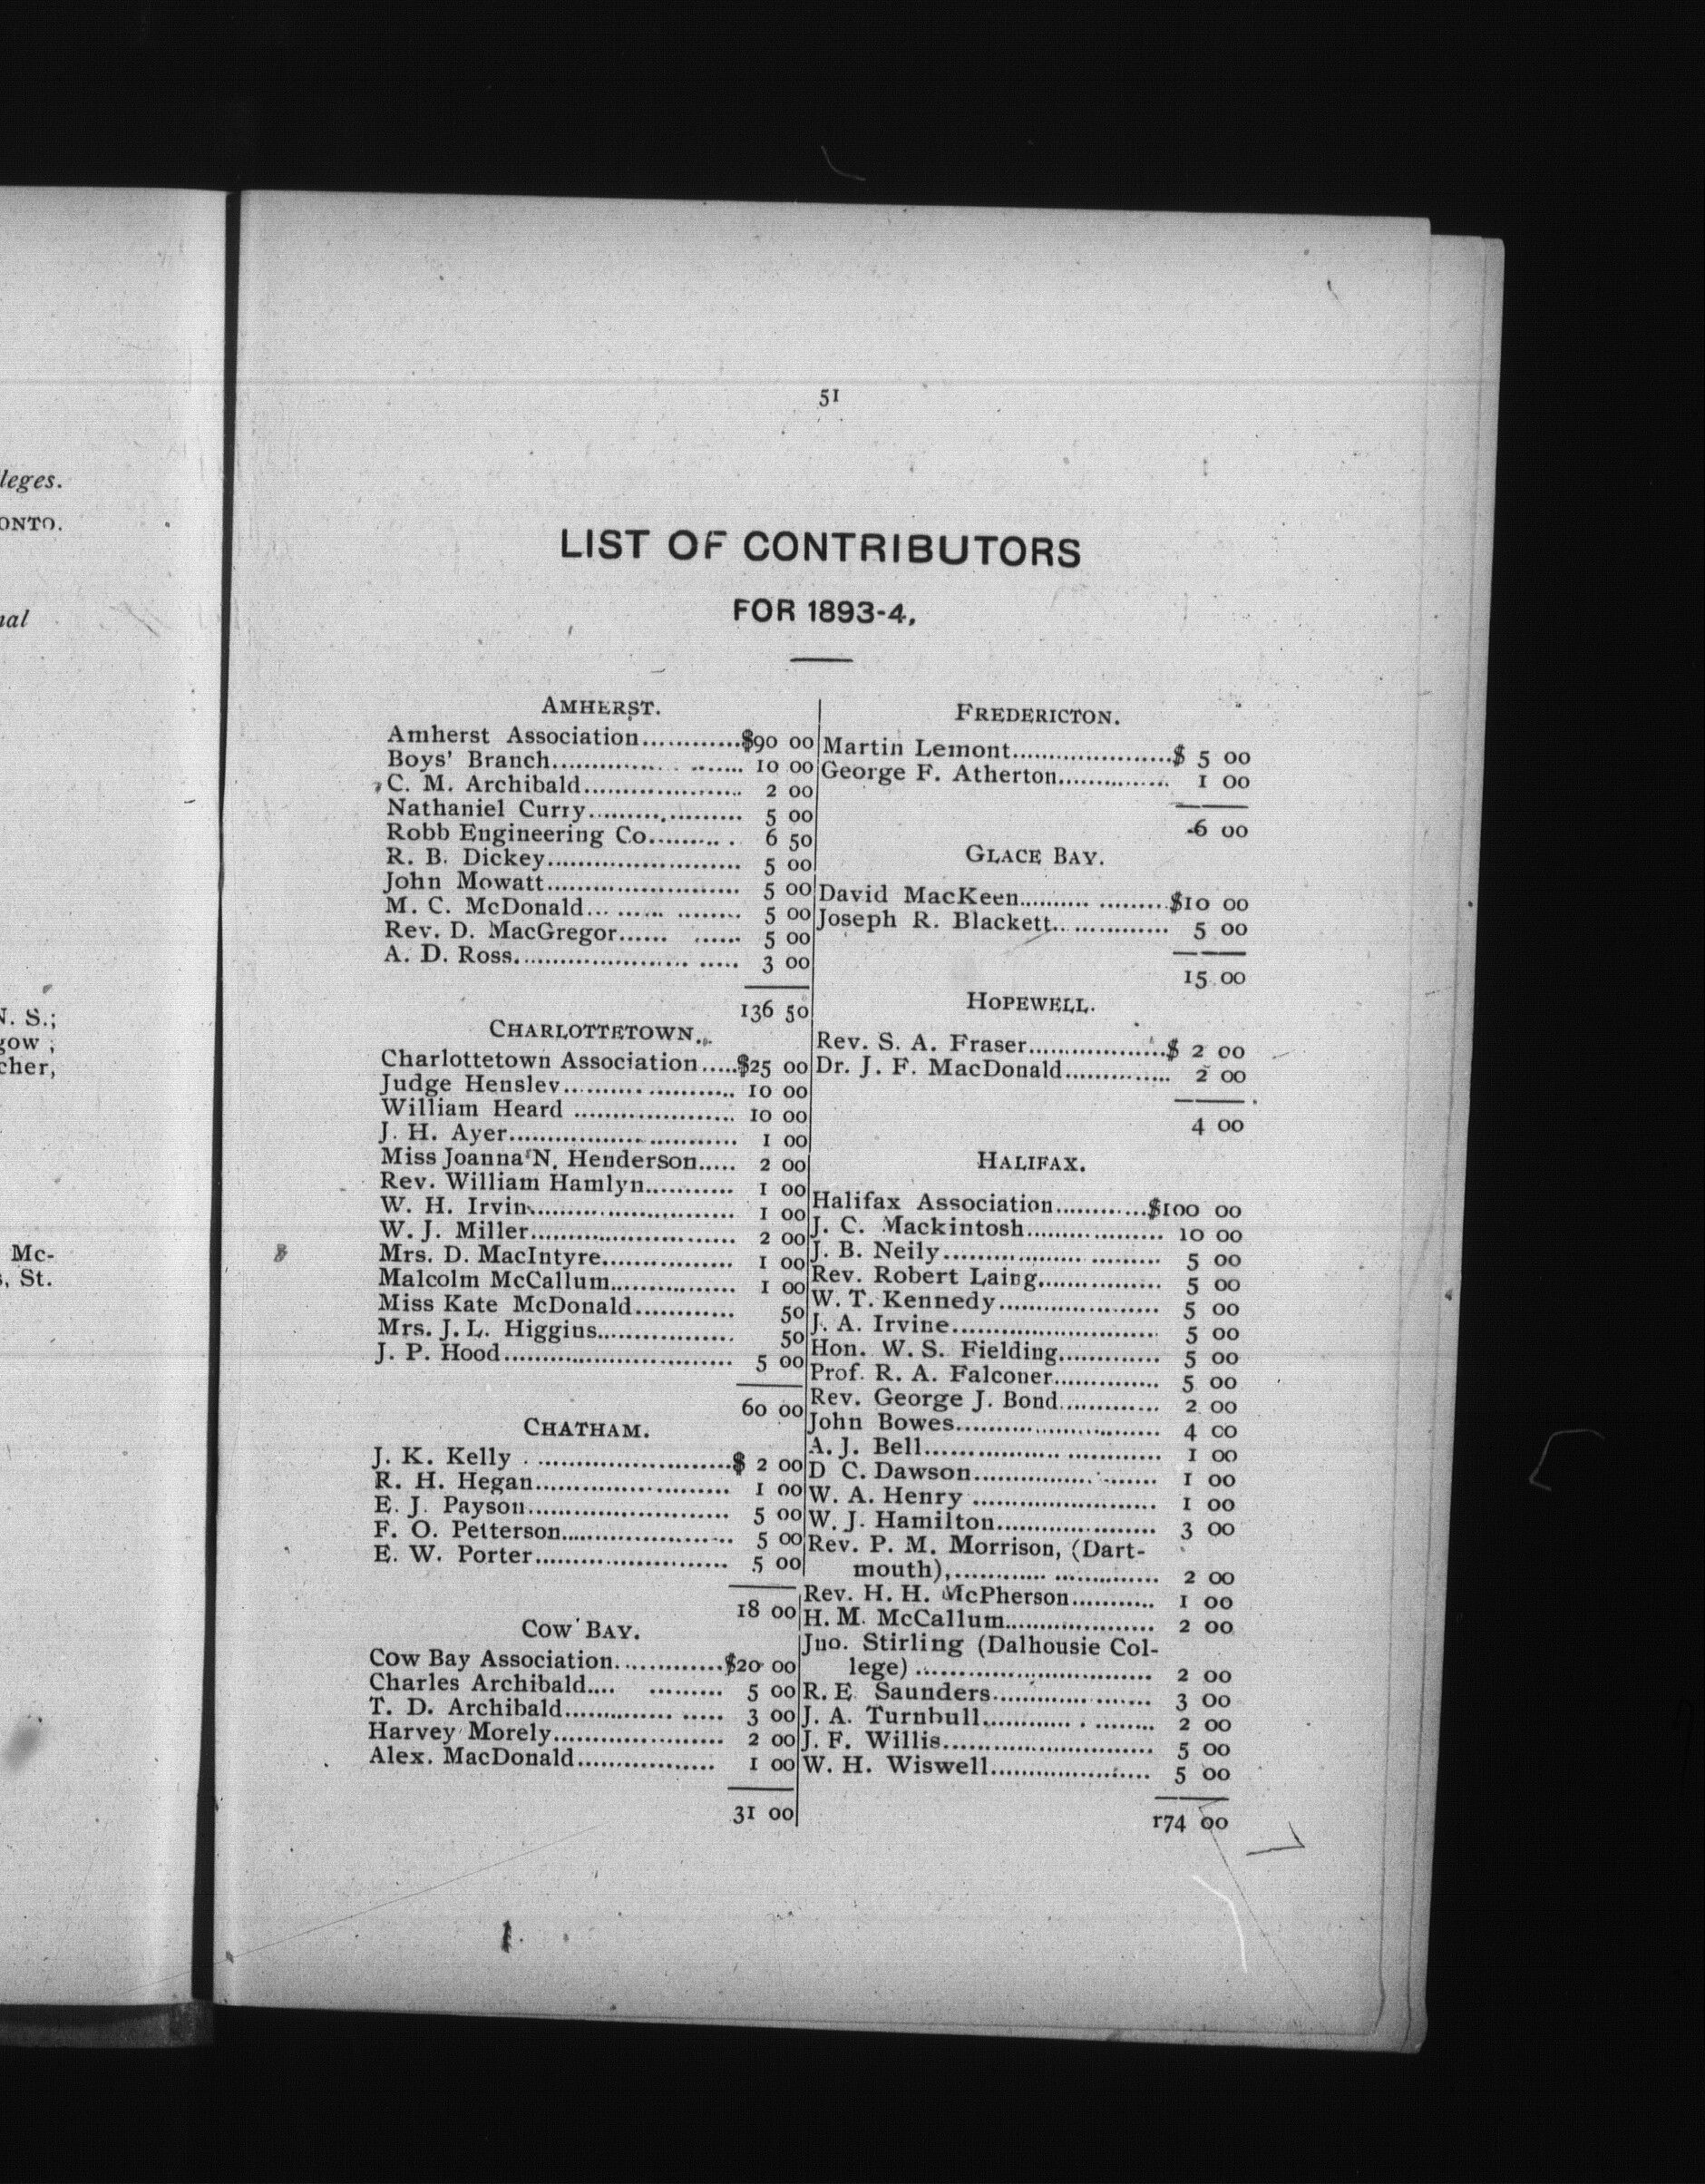 leges.
ONTO.
nal
N. S.;
gow ;
cher,
Mc-
s, St.
51
LIST OF CONTRIBUTORS
FOR 1893-4.
AMHERST.
Amherst Association............$90 00
Boys' Branch.................... 10 00
C. M. Archibald.................... 2 00
Nathaniel Curry.................... 5 00
Robb Engineering Co......... . 6 50
R. B. Dickey........................ 5 00
John Mowatt........................ 5 00
M. C. McDonald... ...... ........ 5 00
Rev. D. MacGregor...... ...... 5 00
A. D. Ross....................... ..... 3 00
136 50
CHARLOTTETOWN.
Charlottetown Association.....$25 00
Judge Hensley..................... 10 00
William Heard .................... 10 00
J. H. Ayer............................ 1 00
Miss Joanna N. Henderson..... 2 00
Rev. William Hamlyn........... 1 00
W. H. Irvin......................... 1 00
W. J. Miller......................... 2 00
Mrs. D. MacIntyre................ 1 00
Malcolm McCallum............... 1 00
Miss Kate McDonald............ 50
Mrs. J. L. Higgins................. 50
J. P. Hood............................ 5 00
60 00
CHATHAM.
J. K. Kelly . ........................$ 2 00
R. H. Hegan........................ 1 00
E. J. Payson......................... 5 00
F. O. Petterson..................... 5 00
E. W. Porter........................ 5 00
18 00
COW BAY.
Cow Bay Association.............$20 00
Charles Archibald.... ......... 5 00
T. D. Archibald.............. ..... 3 00
Harvey Morely..................... 2 00
Alex. MacDonald................. 1 00
31 00
FREDERICTON.
Martin Lemont.......................$ 5 00
George F. Atherton................ 1 00
6 00
GLACE BAY.
David MacKeen.......... .........$10 00
Joseph R. Blackett................ 5 00
15 00
HOPEWELL.
Rev. S. A. Fraser....................$ 2 00
Dr. J. F. MacDonald............... 2 00
4 00
HALIFAX.
Halifax Association............$100 00
J. C. Mackintosh.................... 10 00
J. B. Neily............................ 5 00
Rev. Robert Laing................. 5 00
W. T. Kennedy...................... 5 00
J. A. Irvine........................... 5 00
Hon. W. S. Fielding............. 5 00
Prof. R. A. Falconer............... 5 00
Rev. George J. Bond............. 2 00
John Bowes.......................... 4 00
A. J. Bell.............................. 1 00
D C. Dawson......................... 1 00
W. A. Henry ........................ 1 00
W. J. Hamilton...................... 3 00
Rev. P. M. Morrison, (Dart-
mouth),............ .............. 2 00
Rev. H. H. McPherson........... 1 00
H. M. McCallum.................... 2 00
Jno. Stirling (Dalhousie Col-
lege) ............................... 2 00
R. E Saunders....................... 3 00
J. A. Turnbull............. . ........ 2 00
J. F. Willis........................... 5 00
W. H. Wiswell...................... 5 00
174 00